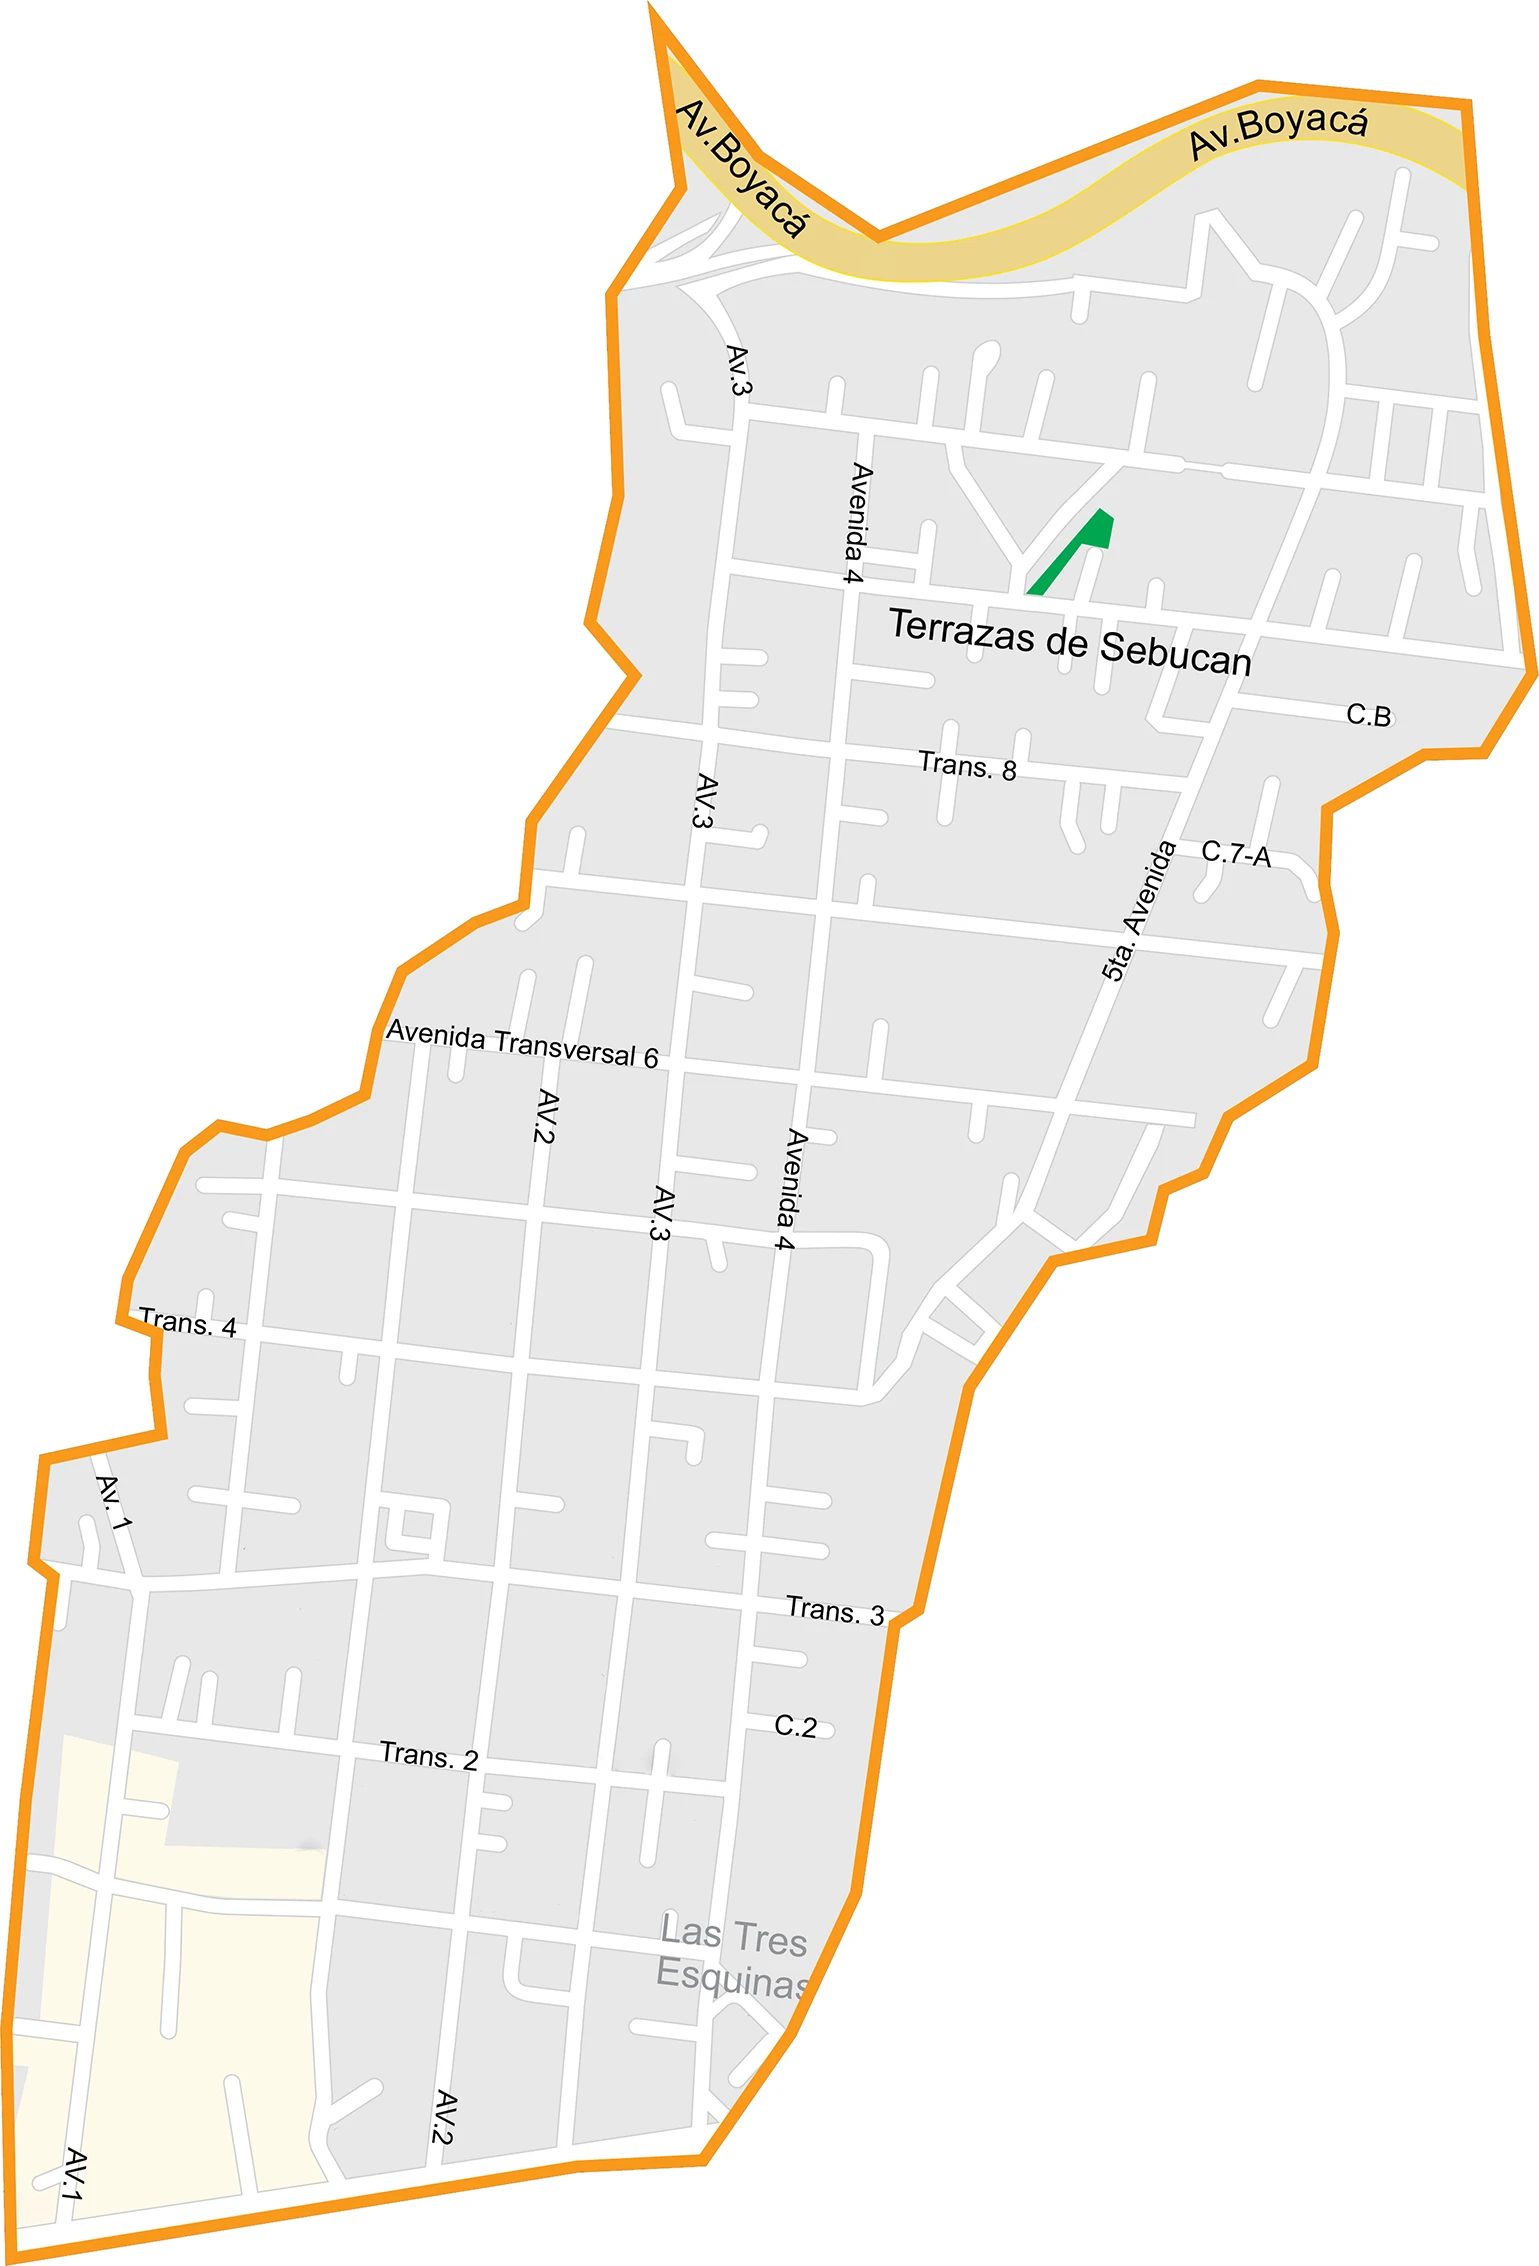 Av.Boyacá
Av.Boyacá
Av.3
Avenida 4
Terrazas de Sebucan
C.B
Trans. 8
AV.3
C.7-A
5ta. Avenida
Avenida Transversal 6
AV.2
Avenida 4
AV.3
Trans. 4
Av. 1
Trans. 3
C.2
Trans. 2
Las Tres
Esquinas
AV.2
AV.1